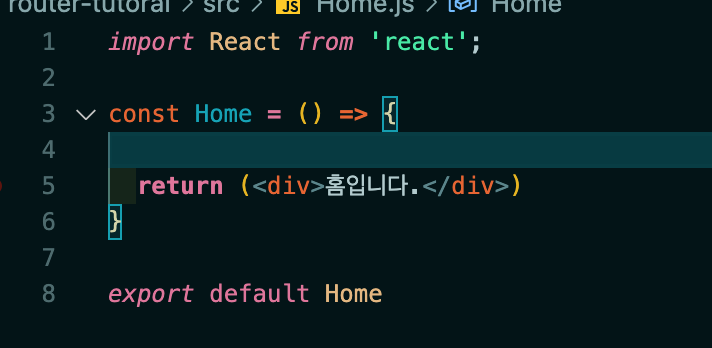 router-tutoral > src > JS Home.js > Home
1 import React from 'react';
2
3 const Home = () => {
4
5 return (<div>홈입니다.</div>)
6 }
7
8 export default Home